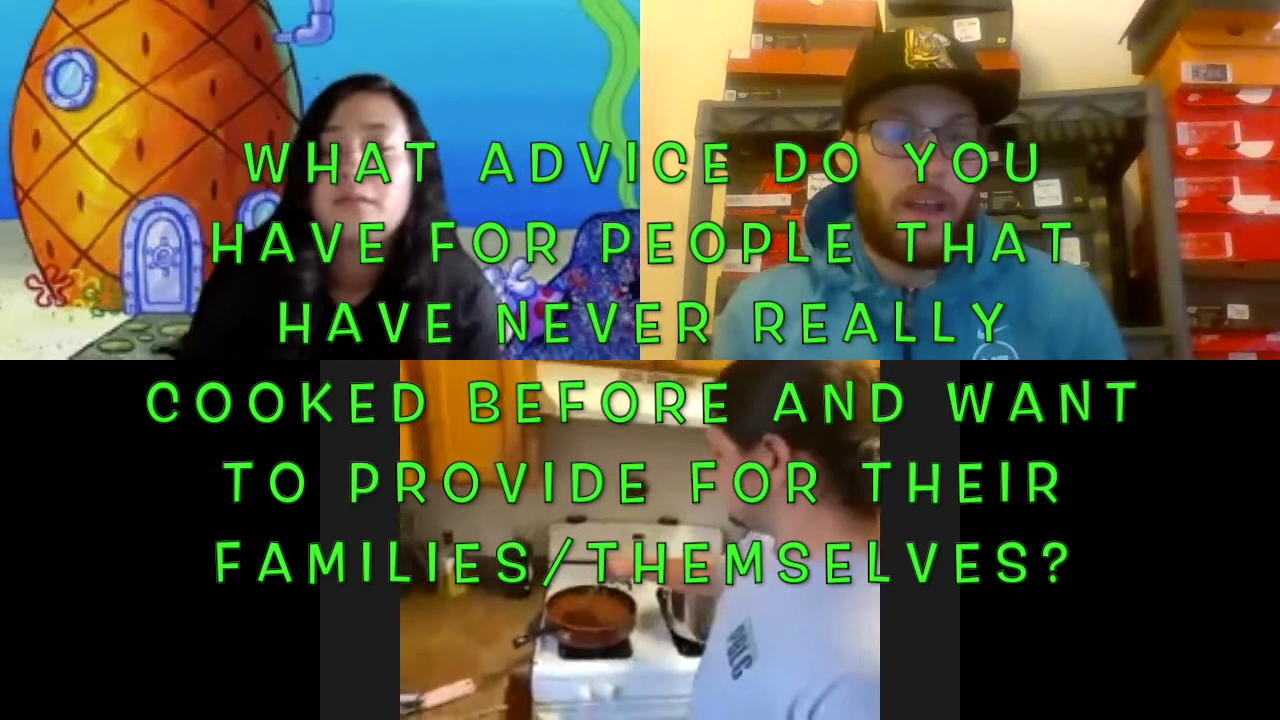 WHAT ADVICE DO YOU
HAVE FOR PEOPLE THAT
HAVE NEVER REALLY
COOKED BEFORE AND WANT
TO PROVIDE FOR THEIR
FAMILIES/THEMSELVES?